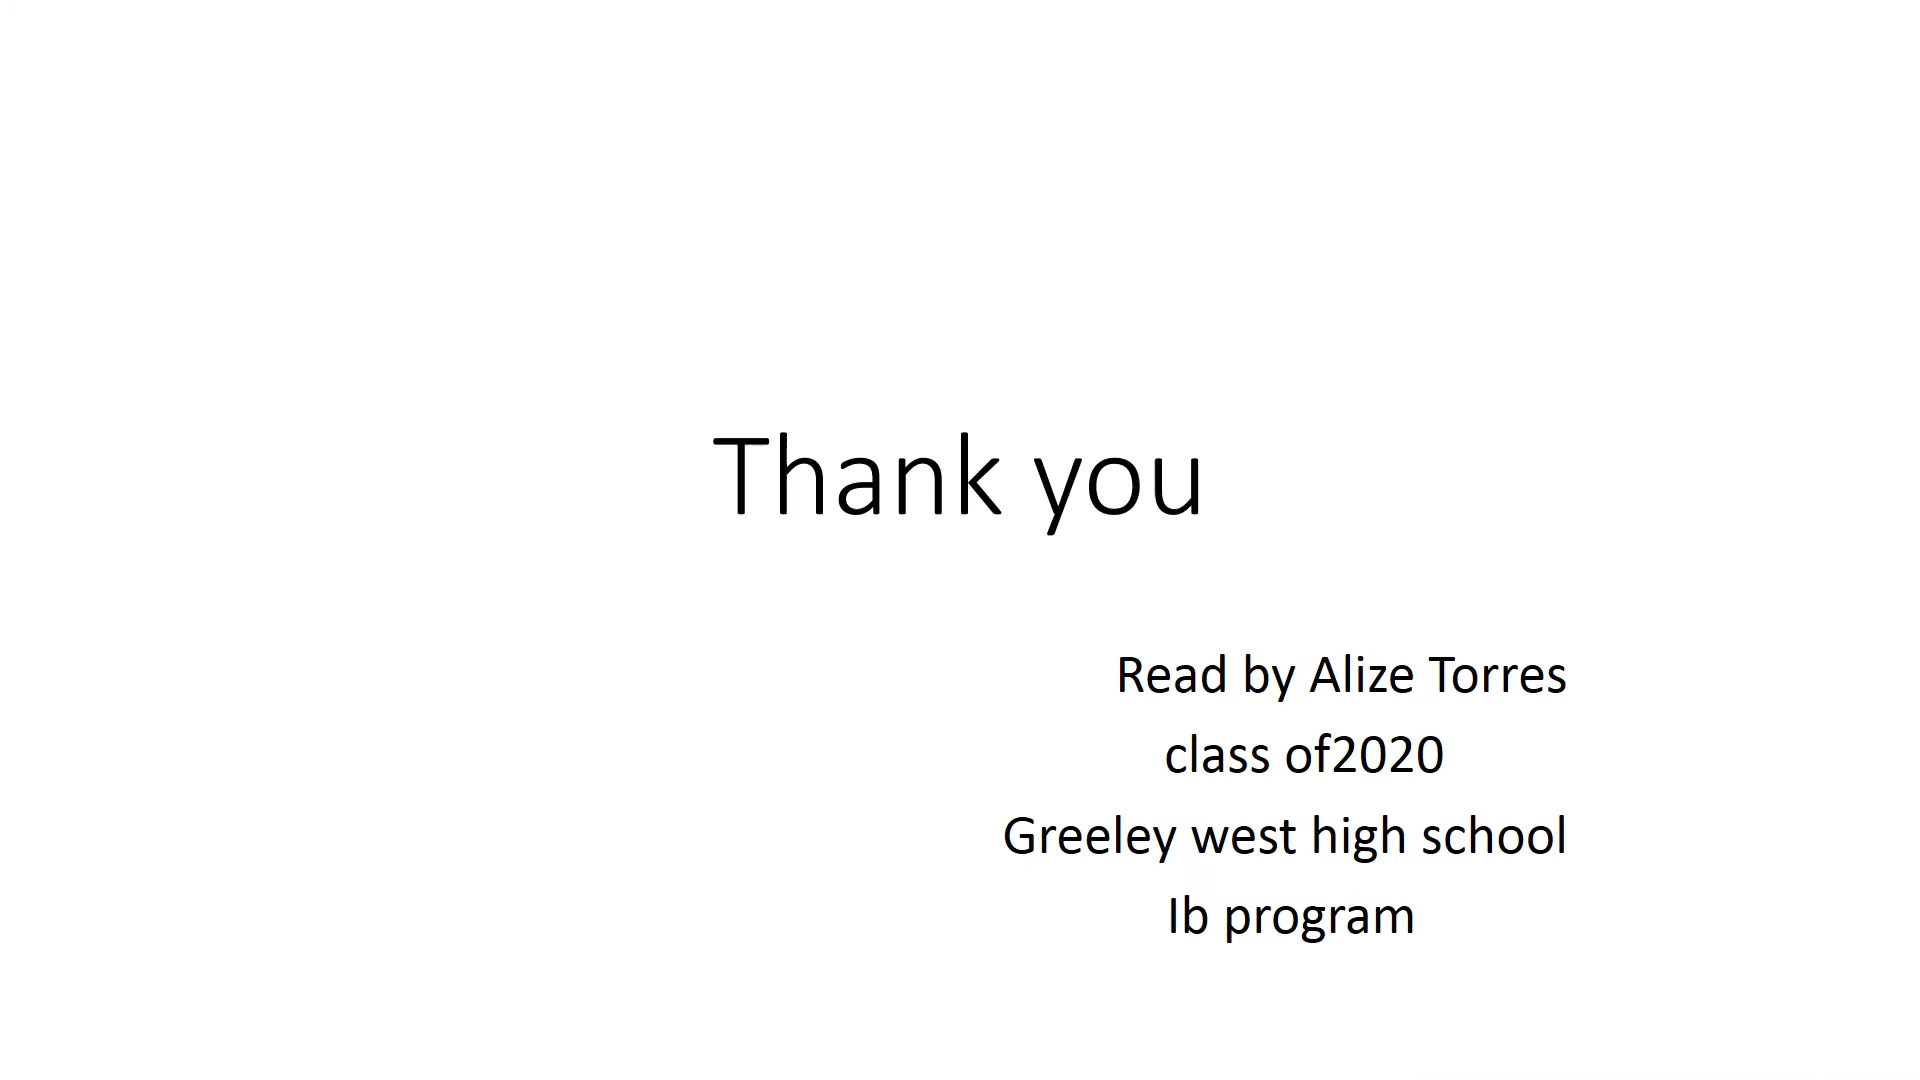 Thank you
Read by Alize Torres
class of2020
Greeley west high school
Ib program